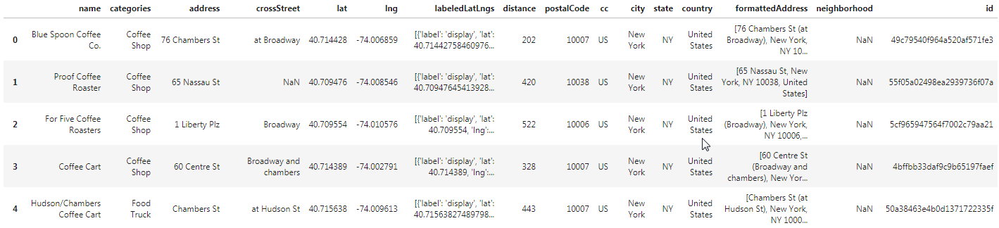 name categories address crossStreet lat lng labeledLatLngs distance postalCode cc city state country formattedAddress neighborhood id
0 Blue Spoon Coffee Co. Coffee Shop 76 Chambers St at Broadway 40.714428 -74.006859 [{'label': 'display', 'lat': 40.71442758460976... 202 10007 US New York NY United States [76 Chambers St (at Broadway), New York, NY 10... NaN 49c79540f964a520af571fe3
1 Proof Coffee Roaster Coffee Shop 65 Nassau St NaN 40.709476 -74.008546 [{'label': 'display', 'lat': 40.70947645413928... 420 10038 US New York NY United States [65 Nassau St, New York, NY 10038, United States] NaN 55f05a02498ea2939736f07a
2 For Five Coffee Roasters Coffee Shop 1 Liberty Plz Broadway 40.709554 -74.010576 [{'label': 'display', 'lat': 40.709554, 'lng':... 522 10006 US New York NY United States [1 Liberty Plz (Broadway), New York, NY 10006,... NaN 5cf965947564f7002c79aa21
3 Coffee Cart Coffee Shop 60 Centre St Broadway and chambers 40.714389 -74.002791 [{'label': 'display', 'lat': 40.714389, 'lng':... 328 10007 US New York NY United States [60 Centre St (Broadway and chambers), New Yor... NaN 4bffbb33daf9c9b65197faef
4 Hudson/Chambers Coffee Cart Food Truck Chambers St at Hudson St 40.715638 -74.009613 [{'label': 'display', 'lat': 40.71563827489798... 443 10007 US New York NY United States [Chambers St (at Hudson St), New York, NY 1000... NaN 50a38463e4b0d1371722335f